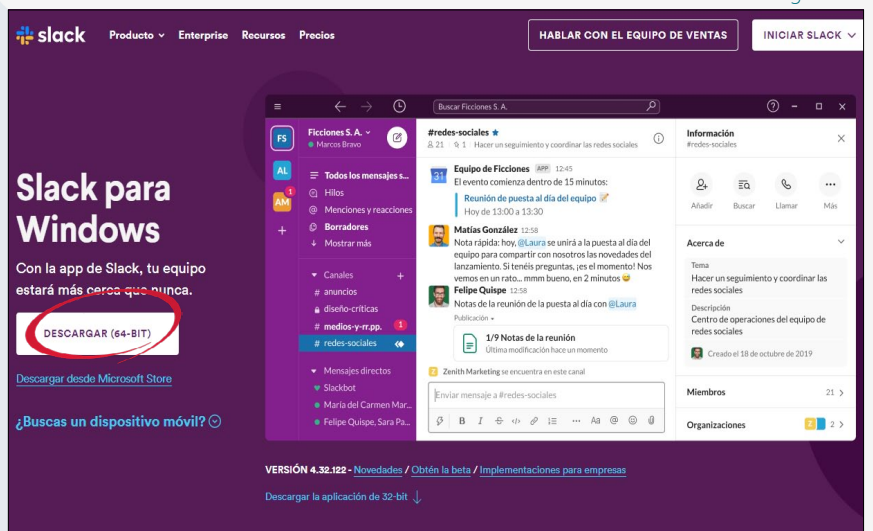 slack
Producto
Enterprise
Recursos
Precios
HABLAR CON EL EQUIPO DE VENTAS
INICIAR SLACK
Slack para
Windows
Con la app de Slack, tu equipo
estará más cerca que nunca.
DESCARGAR (64-BIT)
Descargar desde Microsoft Store
¿Buscas un dispositivo móvil?
Buscar Ficciones S. A.
FS
AL
AM
1
Ficciones S. A.
Marcos Bravo
Todos los mensajes s...
Hilos
Menciones y reacciones
Borradores
Mostrar más
Canales
# anuncios
diseño-críticas
# medios-y-rr.pp. 1
# redes-sociales
Mensajes directos
Slackbot
María del Carmen Mar...
Felipe Quispe, Sara Pa...
#redes-sociales
21 | 1 | Hacer un seguimiento y coordinar las redes sociales
31
Equipo de Ficciones APP 12:45
El evento comienza dentro de 15 minutos:
Reunión de puesta al día del equipo
Hoy de 13:00 a 13:30
Matías González 12:58
Nota rápida: hoy, @Laura se unirá a la puesta al día del
equipo para compartir con nosotros las novedades del
lanzamiento. Si tenéis preguntas, ¡es el momento! Nos
vemos en un rato... mmm bueno, en 2 minutos
Felipe Quispe 12:58
Notas de la reunión de la puesta al día con @Laura
Publicación
1/9 Notas de la reunión
Última modificación hace un momento
Z Zenith Marketing se encuentra en este canal
Enviar mensaje a #redes-sociales
B I Aa @
Información
#redes-sociales
Añadir
Buscar
Llamar
Más
Acerca de
Tema
Hacer un seguimiento y coordinar las
redes sociales
Descripción
Centro de operaciones del equipo de
redes sociales
Creado el 18 de octubre de 2019
Miembros 21
Organizaciones Z 2
VERSIÓN 4.32.122 - Novedades / Obtén la beta / Implementaciones para empresas
Descargar la aplicación de 32-bit